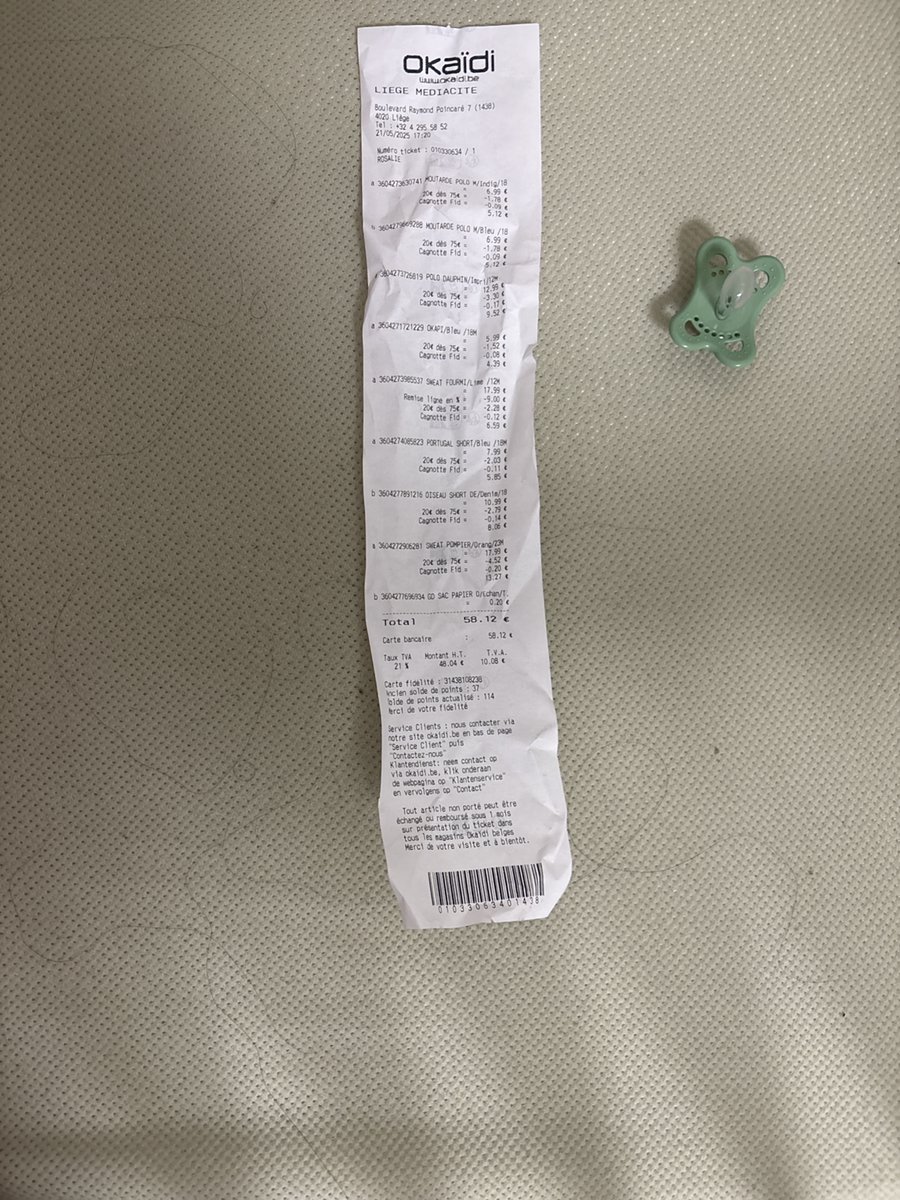 Okaïdi
www.okaidi.be
LIEGE MEDIACITE
Boulevard Raymond Poincaré 7 (1438)
4020 Liège
Tel : +32 4 295 58 52
21/05/2025 17:20
Numéro ticket : 010330634 / 1
ROSALIE
a 3604273630741 MOUTARDE POLO M/Indig/18
= 6.99 €
20€ dès 75€ = -1.78 €
Cagnotte Fid = -0.09 €
5.12 €
b 3604279669288 MOUTARDE POLO M/Bleu /18
= 6.99 €
20€ dès 75€ = -1.78 €
Cagnotte Fid = -0.09 €
5.12 €
3604273726819 POLO DAUPHIN/Impri/12M
= 12.99 €
20€ dès 75€ = -3.30 €
Cagnotte Fid = -0.17 €
9.52 €
a 3604271721229 OKAPI/Bleu /18M
= 5.99 €
20€ dès 75€ = -1.52 €
Cagnotte Fid = -0.08 €
4.39 €
a 3604273985537 SWEAT FOURMI/Lime /12M
= 17.99 €
Remise ligne en % = -9.00 €
20€ dès 75€ = -2.28 €
Cagnotte Fid = -0.12 €
6.59 €
a 3604274085823 PORTUGAL SHORT/Bleu /18M
= 7.99 €
20€ dès 75€ = -2.03 €
Cagnotte Fid = -0.11 €
5.85 €
b 3604277891216 OISEAU SHORT DE/Denim/18
= 10.99 €
20€ dès 75€ = -2.79 €
Cagnotte Fid = -0.14 €
8.06 €
a 3604272906281 SWEAT POMPIER/Orang/23M
= 17.99 €
20€ dès 75€ = -4.52 €
Cagnotte Fid = -0.20 €
13.27 €
b 3604277696934 GD SAC PAPIER O/Echan/T.
= 0.20 €
Total 58.12 €
Carte bancaire : 58.12 €
Taux TVA Montant H.T. T.V.A.
21 % 48.04 € 10.08 €
Carte fidélité : 31438108238
Ancien solde de points : 37
Solde de points actualisé : 114
Merci de votre fidélité
Service Clients : nous contacter via
notre site okaidi.be en bas de page
"Service Client" puis
"Contactez-nous"
Klantendienst: neem contact op
via okaidi.be, klik onderaan
de webpagina op "Klantenservice"
en vervolgens op "Contact"
Tout article non porté peut être
échangé ou remboursé sous 1 mois
sur présentation du ticket dans
tous les magasins Okaïdi belges
Merci de votre visite et à bientôt.
01033063401438